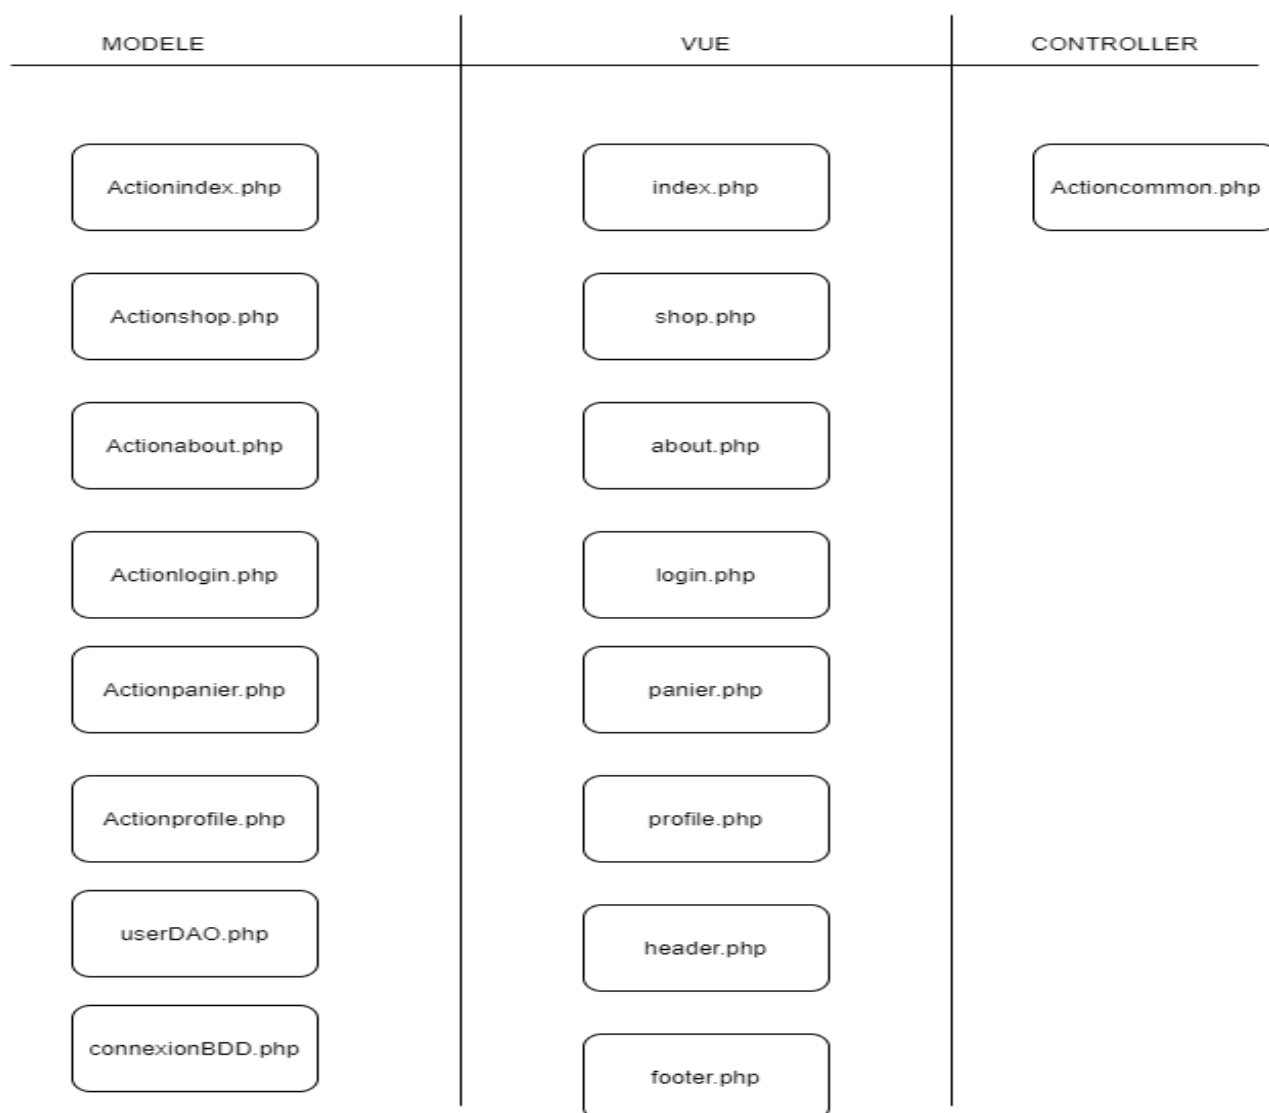 MODELE
VUE
CONTROLLER
Actionindex.php
index.php
Actioncommon.php
Actionshop.php
shop.php
Actionabout.php
about.php
Actionlogin.php
login.php
Actionpanier.php
panier.php
Actionprofile.php
profile.php
userDAO.php
header.php
connexionBDD.php
footer.php